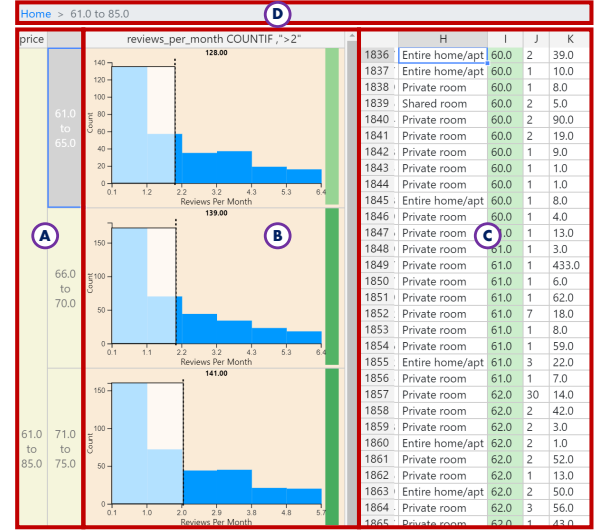 Home > 61.0 to 85.0
D
price
61.0
to
65.0
A
66.0
to
70.0
61.0
to
85.0
71.0
to
75.0
reviews_per_month COUNTIF ,">2"
128.00
Count
140
120
100
80
60
40
20
0
0.1 1.2 2.2 3.2 4.3 5.3 6.4
Reviews Per Month
139.00
B
Count
150
100
50
0
0.1 1.1 2.2 3.2 4.2 5.3 6.3
Reviews Per Month
141.00
Count
150
100
50
0
0.1 1.2 2.2 3.3 4.3 5.4 6.5
Reviews Per Month
C
H I J K
1836 Entire home/apt 60.0 2 39.0
1837 Entire home/apt 60.0 1 10.0
1838 Private room 60.0 1 8.0
1839 Shared room 60.0 2 5.0
1840 Private room 60.0 2 90.0
1841 Private room 60.0 2 19.0
1842 Private room 60.0 1 9.0
1843 Private room 60.0 1 1.0
1844 Private room 60.0 1 1.0
1845 Entire home/apt 60.0 1 8.0
1846 Private room 60.0 1 4.0
1847 Private room 1 13.0
1848 Private room 1 3.0
1849 Private room 61.0 1 433.0
1850 Private room 61.0 1 6.0
1851 Private room 61.0 1 62.0
1852 Private room 61.0 7 18.0
1853 Private room 61.0 1 8.0
1854 Private room 61.0 1 59.0
1855 Entire home/apt 61.0 3 22.0
1856 Private room 61.0 1 7.0
1857 Private room 62.0 30 14.0
1858 Private room 62.0 2 42.0
1859 Private room 62.0 2 3.0
1860 Entire home/apt 62.0 2 1.0
1861 Private room 62.0 2 52.0
1862 Private room 62.0 1 13.0
1863 Entire home/apt 62.0 2 50.0
1864 Private room 62.0 3 56.0
1865 Private room 62.0 1 43.0